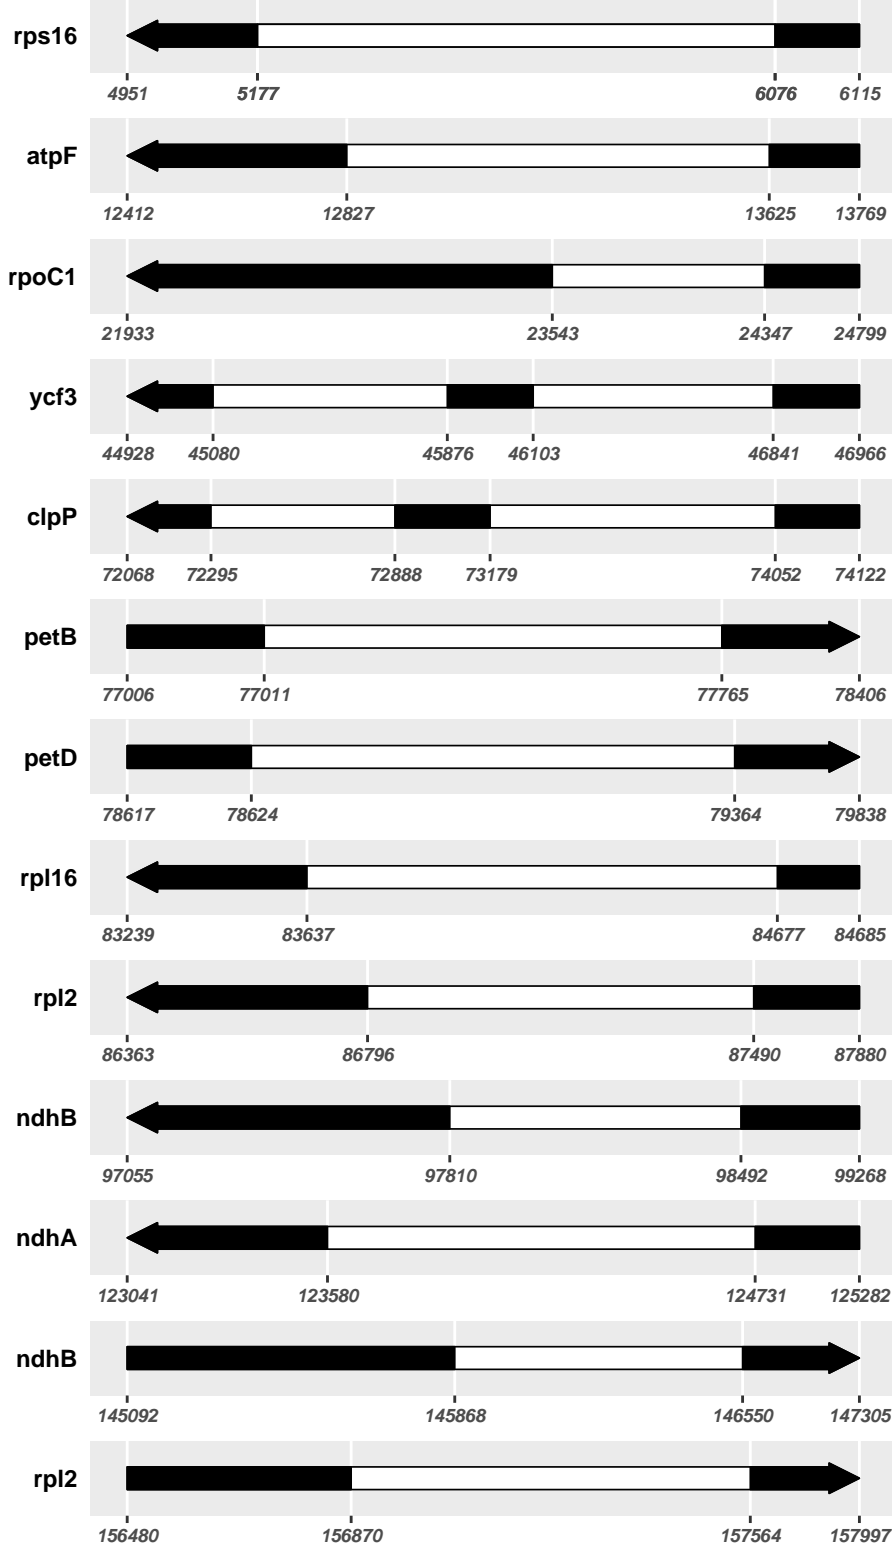 rps16
4951 5177 6076 6115
atpF
12412 12827 13625 13769
rpoC1
21933 23543 24347 24799
ycf3
44928 45080 45876 46103 46841 46966
clpP
72068 72295 72888 73179 74052 74122
petB
77006 77011 77765 78406
petD
78617 78624 79364 79838
rpl16
83239 83637 84677 84685
rpl2
86363 86796 87490 87880
ndhB
97055 97810 98492 99268
ndhA
123041 123580 124731 125282
ndhB
145092 145868 146550 147305
rpl2
156480 156870 157564 157997